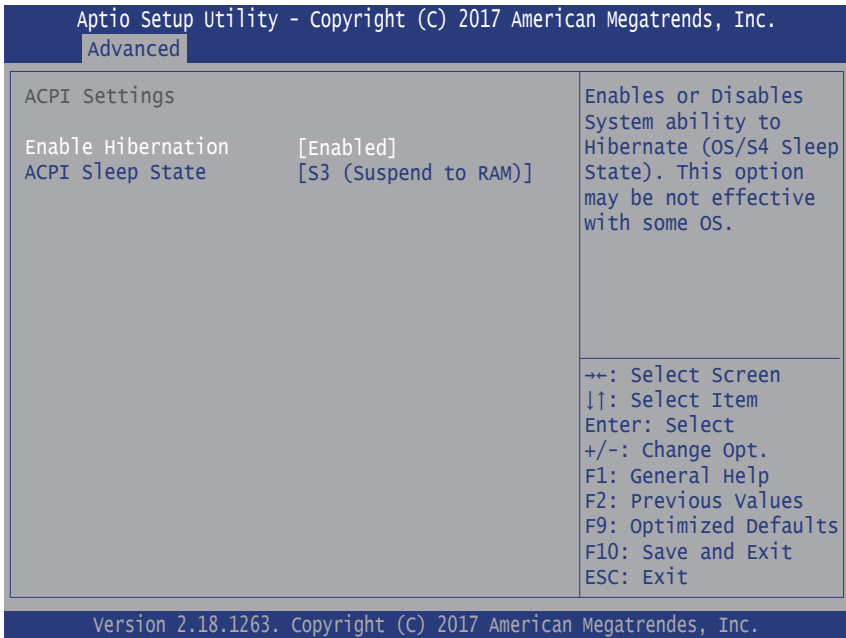 Aptio Setup Utility - Copyright (C) 2017 American Megatrends, Inc.
Advanced
ACPI Settings
Enable Hibernation [Enabled]
ACPI Sleep State [S3 (Suspend to RAM)]
Enables or Disables
System ability to
Hibernate (OS/S4 Sleep
State). This option
may be not effective
with some OS.
→←: Select Screen
↓↑: Select Item
Enter: Select
+/-: Change Opt.
F1: General Help
F2: Previous Values
F9: Optimized Defaults
F10: Save and Exit
ESC: Exit
Version 2.18.1263. Copyright (C) 2017 American Megatrendes, Inc.